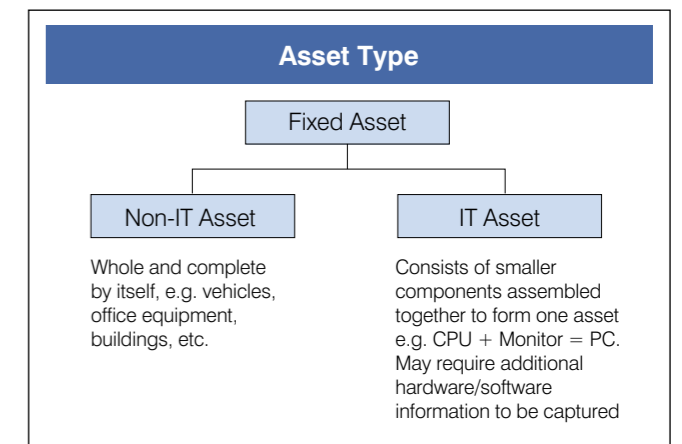 Asset Type
Fixed Asset
Non-IT Asset
Whole and complete
by itself, e.g. vehicles,
office equipment,
buildings, etc.
IT Asset
Consists of smaller
components assembled
together to form one asset
e.g. CPU + Monitor = PC.
May require additional
hardware/software
information to be captured